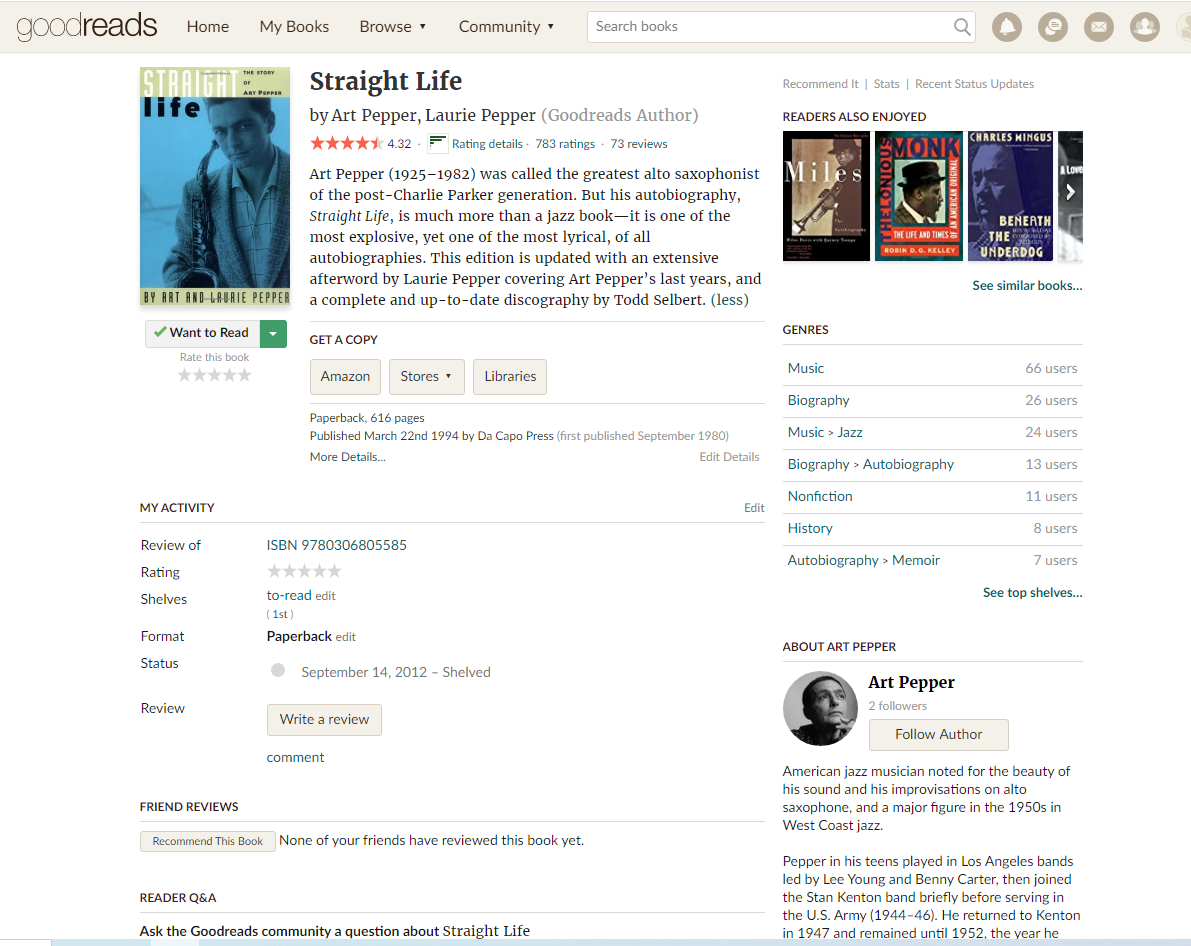 goodreads Home My Books Browse ▾ Community ▾ Search books
STRAIGHT
life
THE STORY
OF
ART PEPPER
BY ART AND LAURIE PEPPER
Want to Read
Rate this book
Straight Life
by Art Pepper, Laurie Pepper (Goodreads Author)
4.32 · Rating details · 783 ratings · 73 reviews
Art Pepper (1925–1982) was called the greatest alto saxophonist
of the post-Charlie Parker generation. But his autobiography,
Straight Life, is much more than a jazz book—it is one of the
most explosive, yet one of the most lyrical, of all
autobiographies. This edition is updated with an extensive
afterword by Laurie Pepper covering Art Pepper's last years, and
a complete and up-to-date discography by Todd Selbert. (less)
GET A COPY
Amazon Stores ▾ Libraries
Paperback, 616 pages
Published March 22nd 1994 by Da Capo Press (first published September 1980)
More Details... Edit Details
MY ACTIVITY Edit
Review of ISBN 9780306805585
Rating
Shelves to-read edit
( 1st )
Format Paperback edit
Status September 14, 2012 – Shelved
Review Write a review
comment
FRIEND REVIEWS
Recommend This Book None of your friends have reviewed this book yet.
READER Q&A
Ask the Goodreads community a question about Straight Life
Recommend It | Stats | Recent Status Updates
READERS ALSO ENJOYED
Miles
Miles Davis with Quincy Troupe
THELONIOUS
MONK
THE LIFE AND TIMES
OF AN AMERICAN ORIGINAL
ROBIN D. G. KELLEY
CHARLES MINGUS
BENEATH
THE
UNDERDOG
A Love
See similar books…
GENRES
Music 66 users
Biography 26 users
Music > Jazz 24 users
Biography > Autobiography 13 users
Nonfiction 11 users
History 8 users
Autobiography > Memoir 7 users
See top shelves…
ABOUT ART PEPPER
Art Pepper
2 followers
Follow Author
American jazz musician noted for the beauty of
his sound and his improvisations on alto
saxophone, and a major figure in the 1950s in
West Coast jazz.
Pepper in his teens played in Los Angeles bands
led by Lee Young and Benny Carter, then joined
the Stan Kenton band briefly before serving in
the U.S. Army (1944–46). He returned to Kenton
in 1947 and remained until 1952, the year he